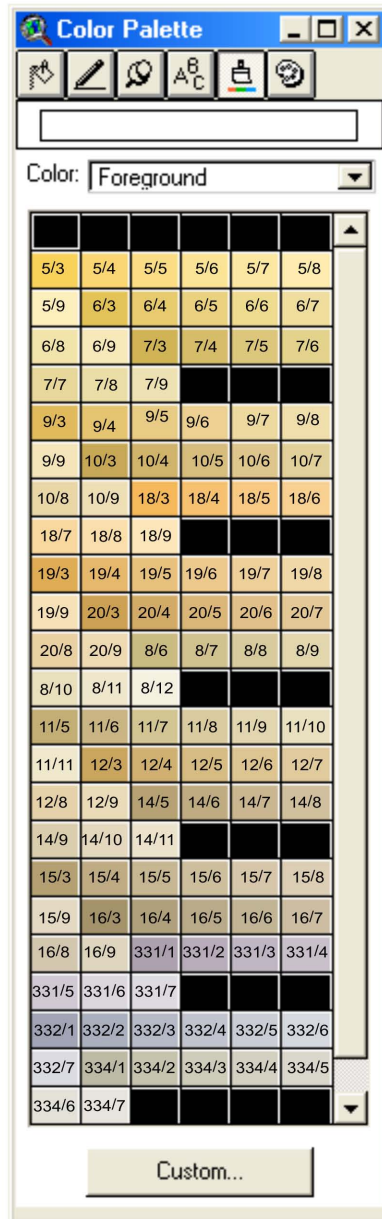 Color Palette
A B C
Color: Foreground
5/3 5/4 5/5 5/6 5/7 5/8
5/9 6/3 6/4 6/5 6/6 6/7
6/8 6/9 7/3 7/4 7/5 7/6
7/7 7/8 7/9
9/3 9/4 9/5 9/6 9/7 9/8
9/9 10/3 10/4 10/5 10/6 10/7
10/8 10/9 18/3 18/4 18/5 18/6
18/7 18/8 18/9
19/3 19/4 19/5 19/6 19/7 19/8
19/9 20/3 20/4 20/5 20/6 20/7
20/8 20/9 8/6 8/7 8/8 8/9
8/10 8/11 8/12
11/5 11/6 11/7 11/8 11/9 11/10
11/11 12/3 12/4 12/5 12/6 12/7
12/8 12/9 14/5 14/6 14/7 14/8
14/9 14/10 14/11
15/3 15/4 15/5 15/6 15/7 15/8
15/9 16/3 16/4 16/5 16/6 16/7
16/8 16/9 331/1 331/2 331/3 331/4
331/5 331/6 331/7
332/1 332/2 332/3 332/4 332/5 332/6
332/7 334/1 334/2 334/3 334/4 334/5
334/6 334/7
Custom...